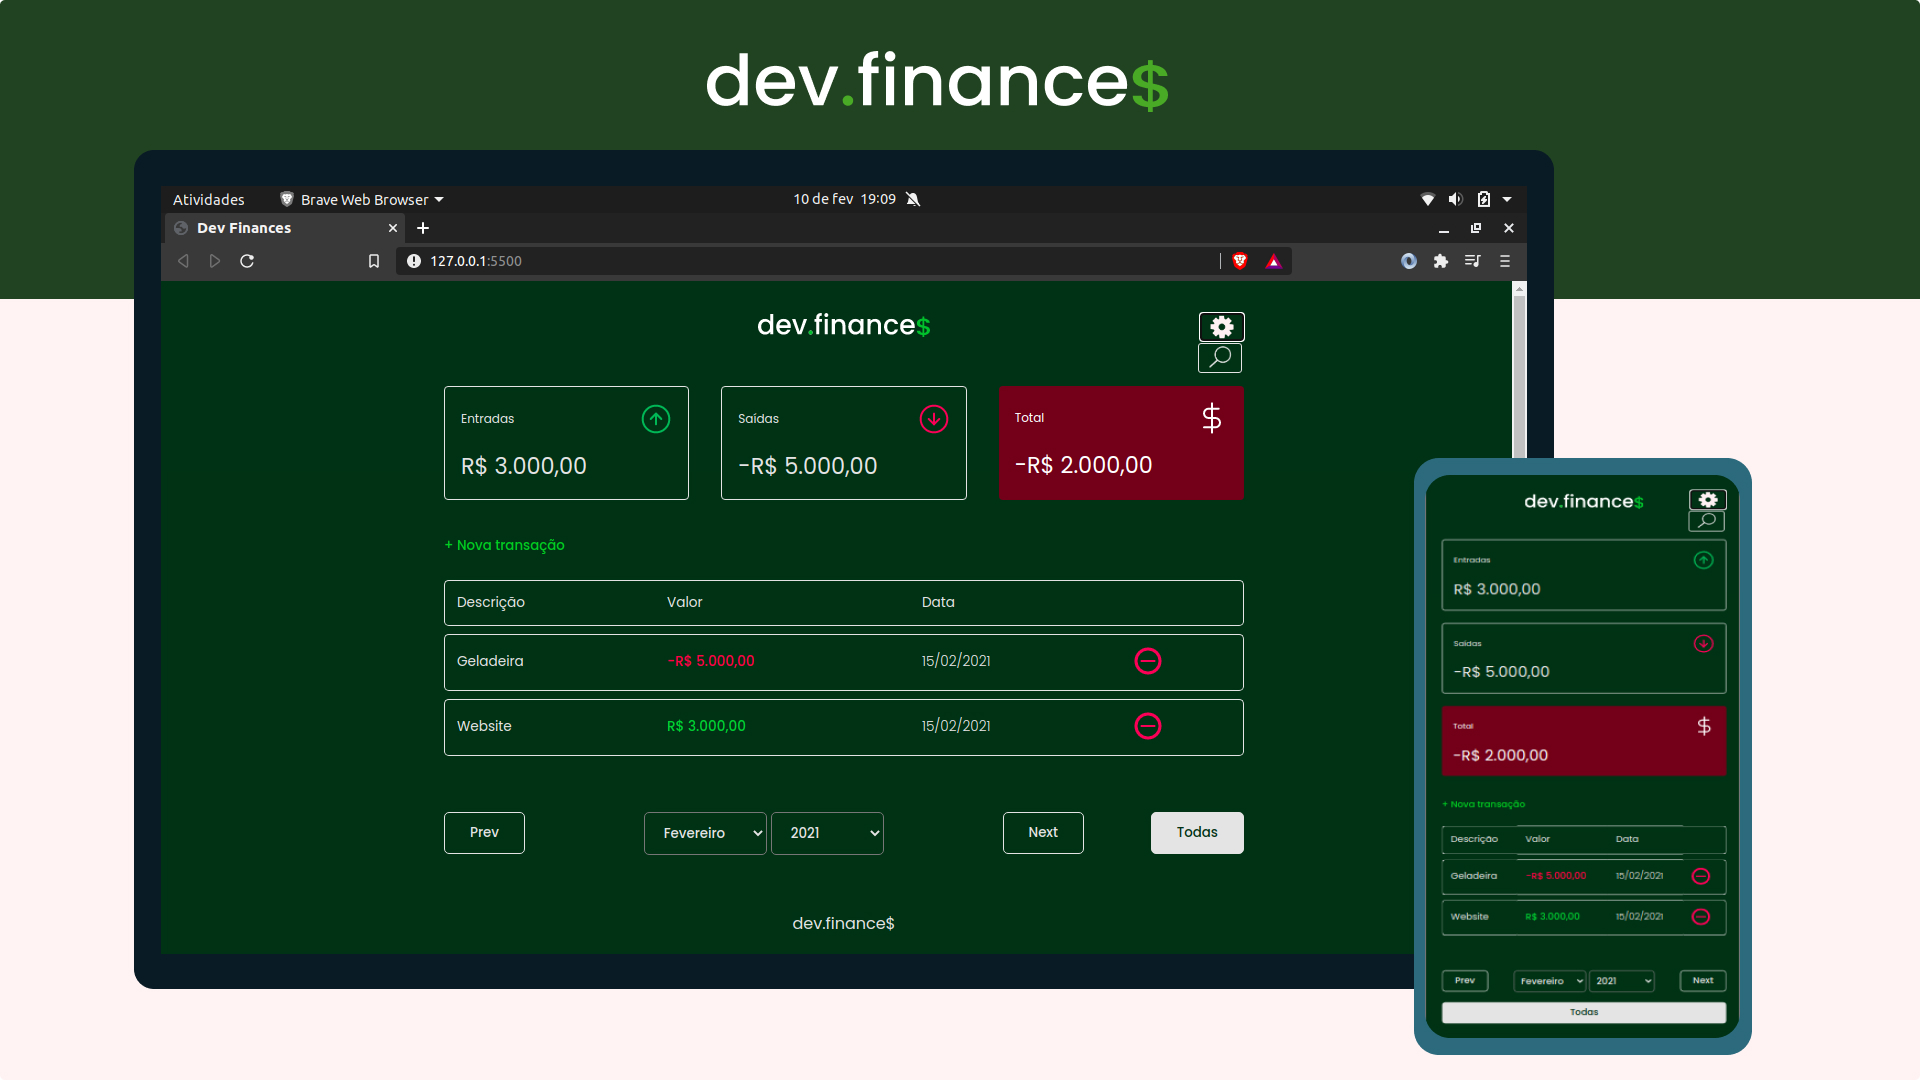 dev.finance$
Atividades Brave Web Browser 10 de fev 19:09
Dev Finances
127.0.0.1:5500
dev.finance$
Entradas
R$ 3.000,00
Saídas
-R$ 5.000,00
Total
-R$ 2.000,00
+ Nova transação
Descrição Valor Data
Geladeira -R$ 5.000,00 15/02/2021
Website R$ 3.000,00 15/02/2021
Prev Fevereiro 2021 Next Todas
dev.finance$
dev.finance$
Entradas
R$ 3.000,00
Saídas
-R$ 5.000,00
Total
-R$ 2.000,00
+ Nova transação
Descrição Valor Data
Geladeira -R$ 5.000,00 15/02/2021
Website R$ 3.000,00 15/02/2021
Prev Fevereiro 2021 Next
Todas